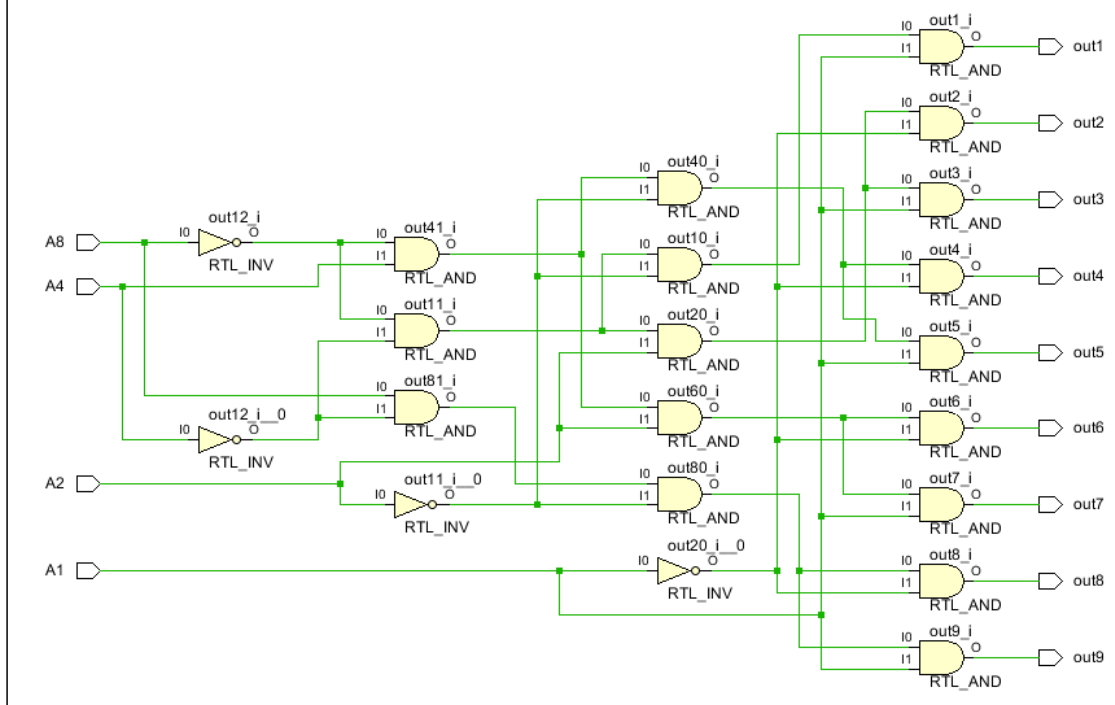 out1_i
I0
O
I1
out1
RTL_AND
out2_i
I0
O
I1
out2
RTL_AND
out40_i
I0
O
I1
RTL_AND
out3_i
I0
O
I1
out3
RTL_AND
out12_i
A8
I0
O
RTL_INV
out41_i
I0
O
I1
RTL_AND
out10_i
I0
O
I1
RTL_AND
out4_i
I0
O
I1
out4
RTL_AND
A4
out11_i
I0
O
I1
RTL_AND
out20_i
I0
O
I1
RTL_AND
out5_i
I0
O
I1
out5
RTL_AND
out81_i
I0
O
I1
RTL_AND
out60_i
I0
O
I1
RTL_AND
out6_i
I0
O
I1
out6
RTL_AND
out12_i__0
I0
O
RTL_INV
A2
out11_i__0
I0
O
RTL_INV
out80_i
I0
O
I1
RTL_AND
out7_i
I0
O
I1
out7
RTL_AND
A1
out20_i__0
I0
O
RTL_INV
out8_i
I0
O
I1
out8
RTL_AND
out9_i
I0
O
I1
out9
RTL_AND